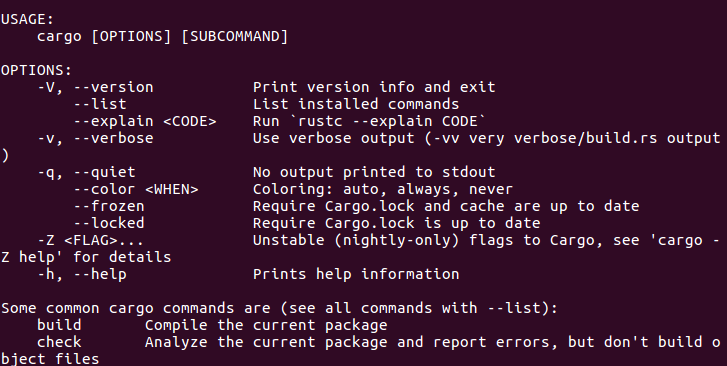 USAGE:
    cargo [OPTIONS] [SUBCOMMAND]

OPTIONS:
    -V, --version           Print version info and exit
        --list              List installed commands
        --explain <CODE>    Run `rustc --explain CODE`
    -v, --verbose           Use verbose output (-vv very verbose/build.rs output
)
    -q, --quiet             No output printed to stdout
        --color <WHEN>      Coloring: auto, always, never
        --frozen            Require Cargo.lock and cache are up to date
        --locked            Require Cargo.lock is up to date
    -Z <FLAG>...            Unstable (nightly-only) flags to Cargo, see 'cargo -
Z help' for details
    -h, --help              Prints help information

Some common cargo commands are (see all commands with --list):
    build       Compile the current package
    check       Analyze the current package and report errors, but don't build o
bject files